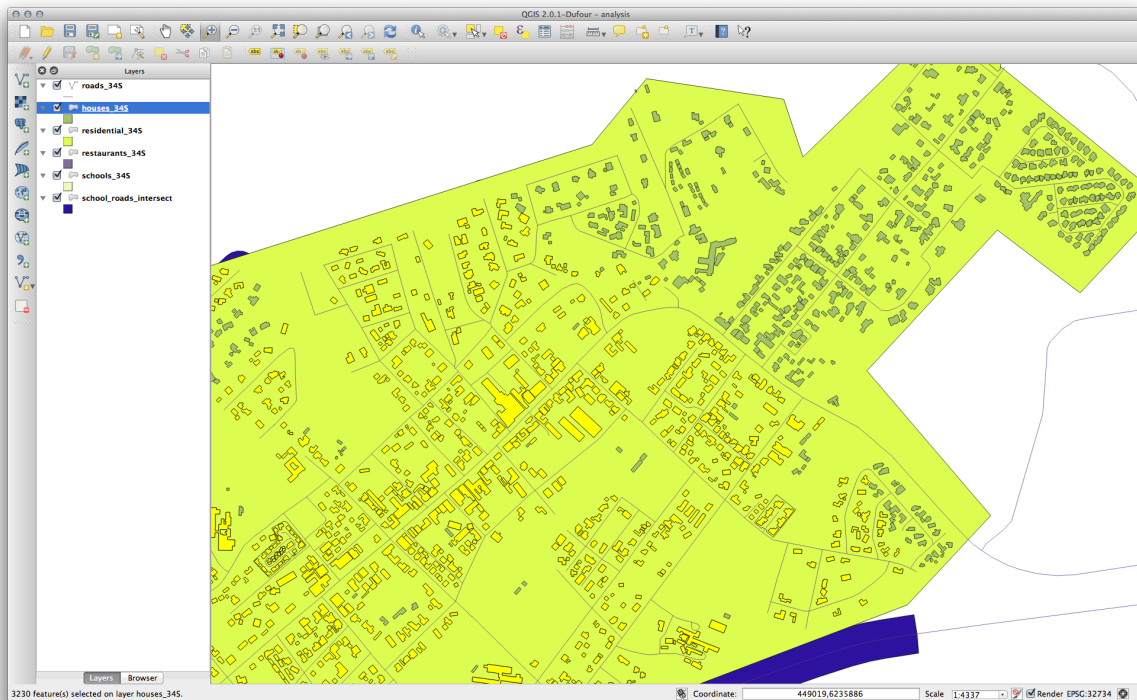 QGIS 2.0.1-Dufour - analysis
Layers
roads_34S
houses_34S
residential_34S
restaurants_34S
schools_34S
school_roads_intersect
Layers Browser
3230 feature(s) selected on layer houses_34S. Coordinate: 449019,6235886 Scale 1:4337 Render EPSG:32734